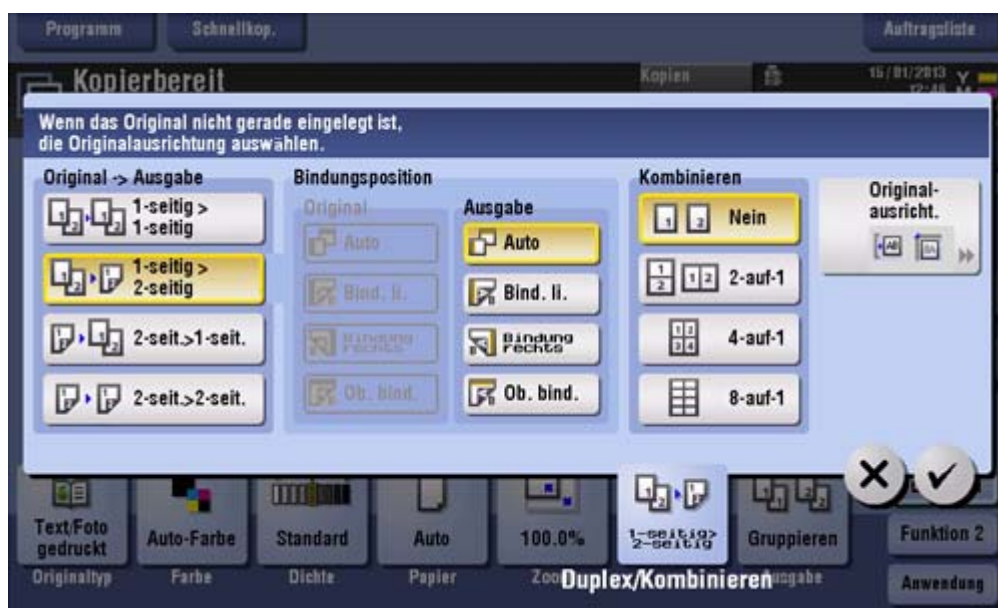 Programm
Schnellkop.
Auftragsliste
Kopierbereit
Kopien
15/01/2013
Y
12:46
M
Wenn das Original nicht gerade eingelegt ist,
die Originalausrichtung auswählen.
Original -> Ausgabe
1-seitig >
1-seitig
1-seitig >
2-seitig
2-seit.>1-seit.
2-seit.>2-seit.
Bindungsposition
Original
Auto
Bind. li.
Bindung
rechts
Ob. bind.
Ausgabe
Auto
Bind. li.
Bindung
rechts
Ob. bind.
Kombinieren
Nein
2-auf-1
4-auf-1
8-auf-1
Original-
ausricht.
Text/Foto
gedruckt
Auto-Farbe
Standard
Auto
100.0%
1-seitig>
2-seitig
Gruppieren
Funktion 2
Originaltyp
Farbe
Dichte
Papier
Zoo
Duplex/Kombinieren
usgabe
Anwendung